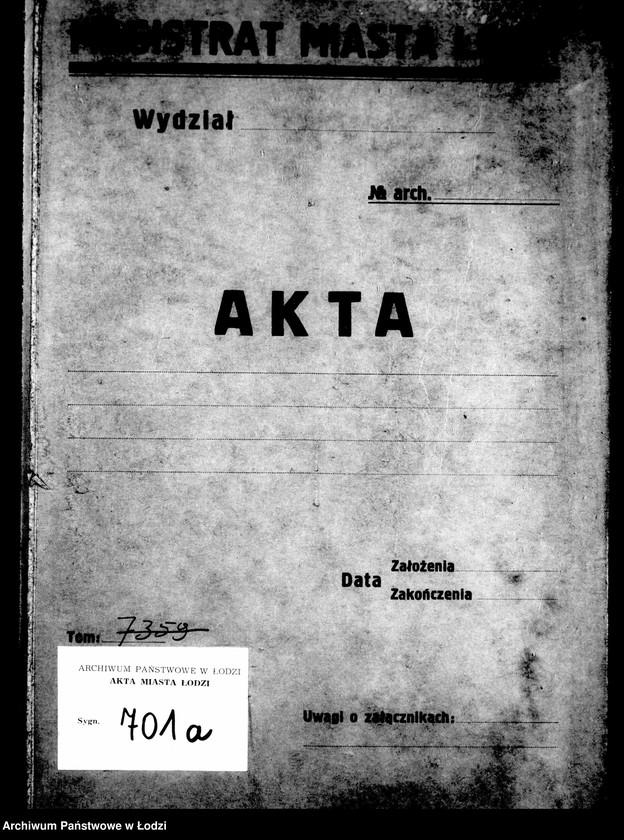 MAGISTRAT MIASTA
Wydział
№ arch.
AKTA
Data
Założenia
Zakończenia
Tom: 7359
ARCHIWUM PAŃSTWOWE W ŁODZI
AKTA MIASTA ŁODZI
Sygn. 701a
Uwagi o załącznikach:
Archiwum Państwowe w Łodzi